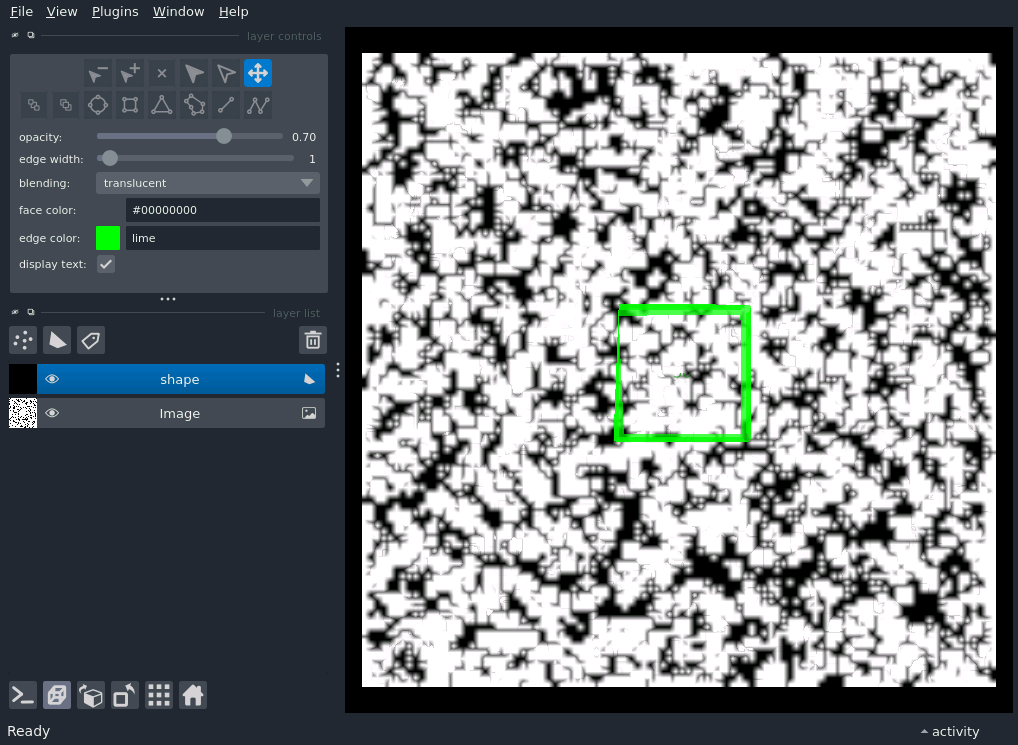 File View Plugins Window Help
layer controls
opacity: 0.70
edge width: 1
blending: translucent
face color: #00000000
edge color: lime
display text:
layer list
shape
Image
Ready
activity